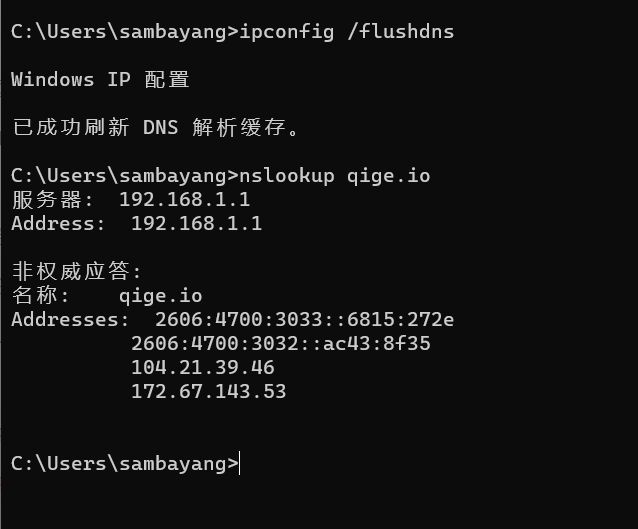 C:\Users\sambayang>ipconfig /flushdns
Windows IP 配置
已成功刷新 DNS 解析缓存。
C:\Users\sambayang>nslookup qige.io
服务器:  192.168.1.1
Address:  192.168.1.1
非权威应答:
名称:    qige.io
Addresses:  2606:4700:3033::6815:272e
          2606:4700:3032::ac43:8f35
          104.21.39.46
          172.67.143.53
C:\Users\sambayang>